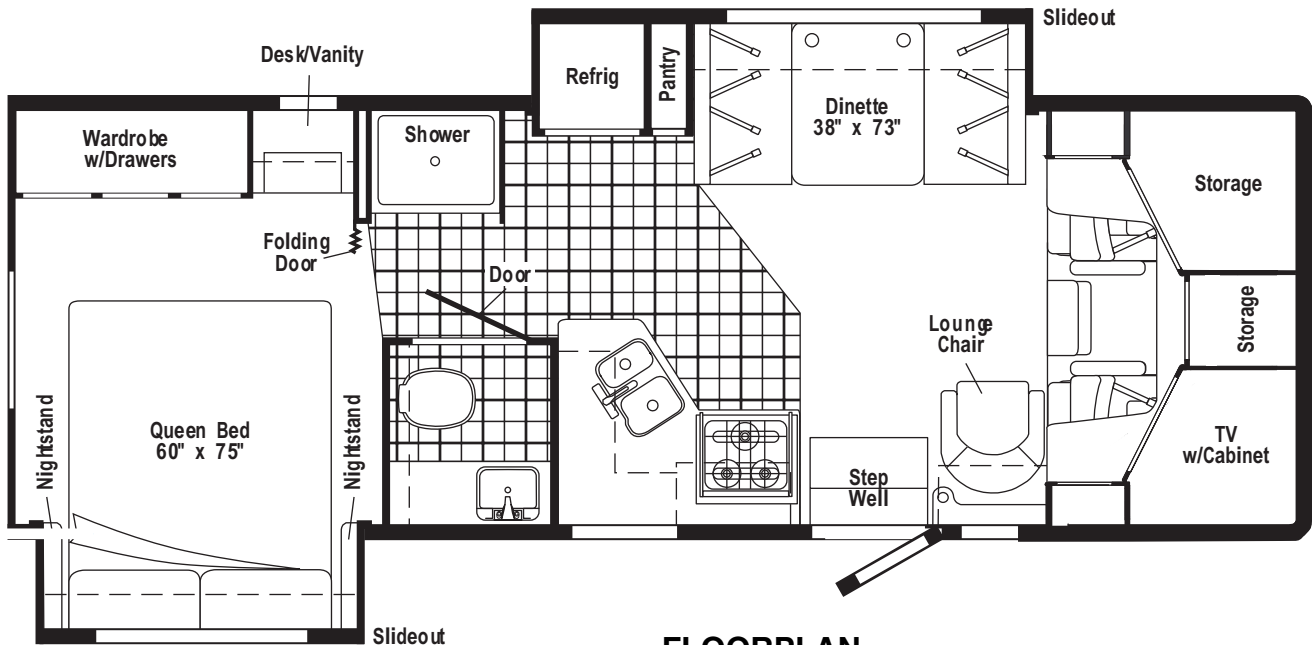 Slideout
Desk/Vanity
Refrig
Pantry
Dinette
38" x 73"
Wardrobe
w/Drawers
Shower
Storage
Folding
Door
Door
Storage
Lounge
Chair
Nightstand
Queen Bed
60" x 75"
Nightstand
Step
Well
TV
w/Cabinet
Slideout
FLOORPLAN